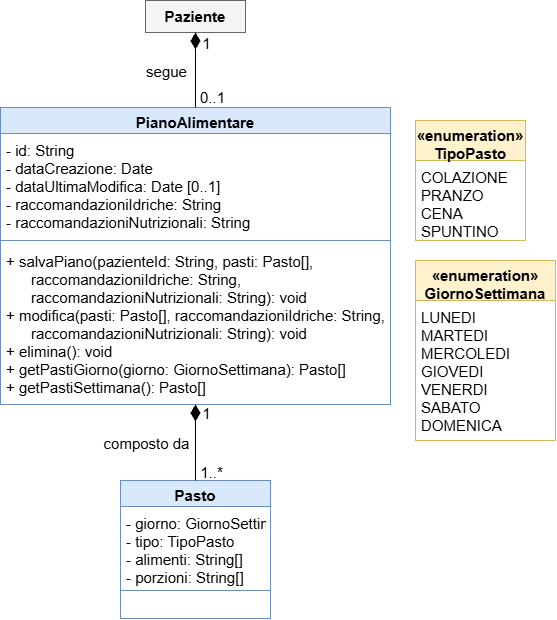 Paziente
1
segue
0..1
PianoAlimentare
- id: String
- dataCreazione: Date
- dataUltimaModifica: Date [0..1]
- raccomandazioniIdriche: String
- raccomandazioniNutrizionali: String
+ salvaPiano(pazienteId: String, pasti: Pasto[],
raccomandazioniIdriche: String,
raccomandazioniNutrizionali: String): void
+ modifica(pasti: Pasto[], raccomandazioniIdriche: String,
raccomandazioniNutrizionali: String): void
+ elimina(): void
+ getPastiGiorno(giorno: GiornoSettimana): Pasto[]
+ getPastiSettimana(): Pasto[]
«enumeration»
TipoPasto
COLAZIONE
PRANZO
CENA
SPUNTINO
«enumeration»
GiornoSettimana
LUNEDI
MARTEDI
MERCOLEDI
GIOVEDI
VENERDI
SABATO
DOMENICA
1
composto da
1..*
Pasto
- giorno: GiornoSettin
- tipo: TipoPasto
- alimenti: String[]
- porzioni: String[]